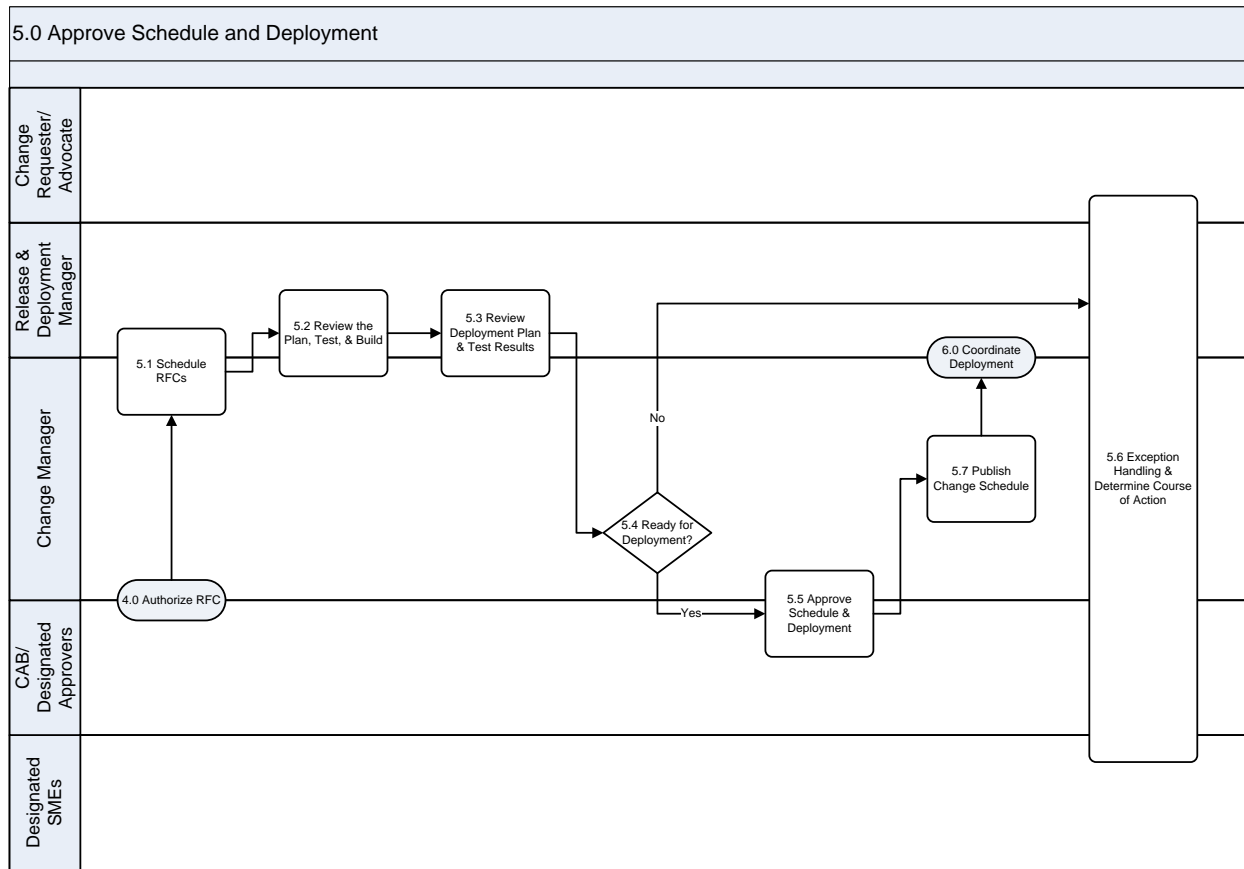 5.0 Approve Schedule and Deployment
Change
Requester/
Advocate
Release &
Deployment
Manager
Change Manager
CAB/
Designated
Approvers
Designated
SMEs
4.0 Authorize RFC
5.1 Schedule
RFCs
5.2 Review the
Plan, Test, & Build
5.3 Review
Deployment Plan
& Test Results
5.4 Ready for
Deployment?
No
Yes
5.5 Approve
Schedule &
Deployment
5.7 Publish
Change Schedule
6.0 Coordinate
Deployment
5.6 Exception
Handling &
Determine Course
of Action